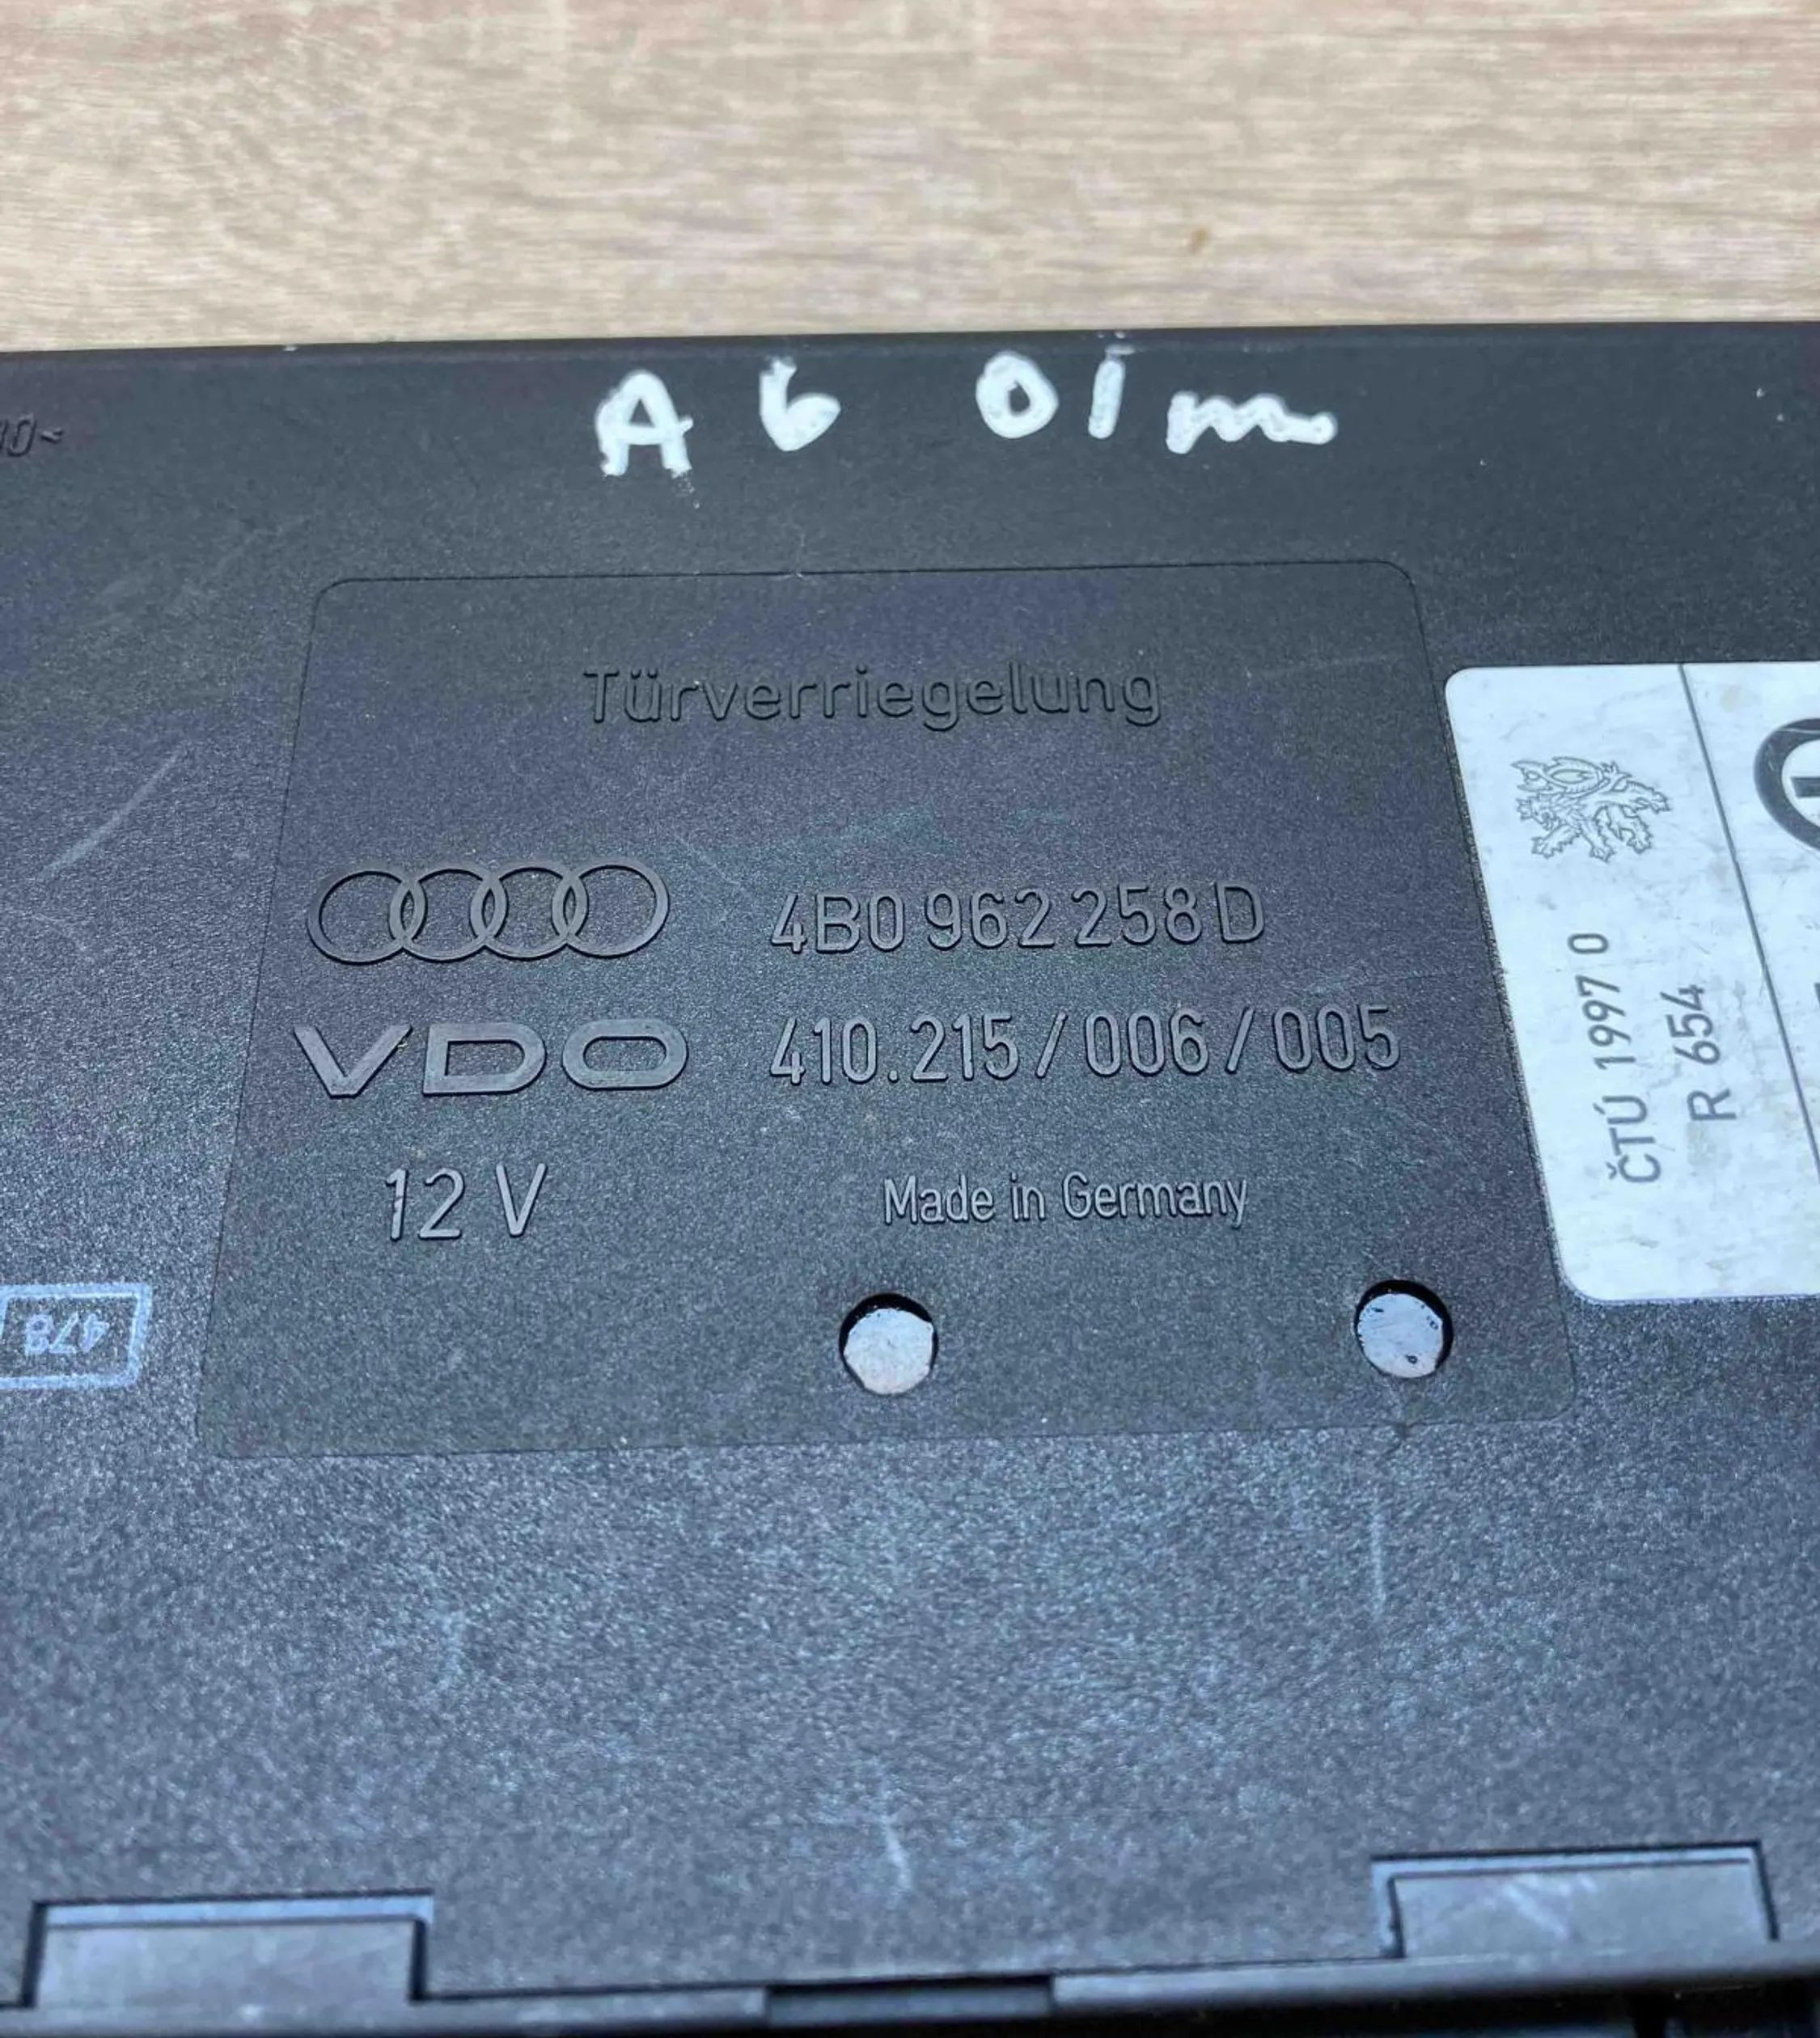 A6 01m
Türverriegelung
4B0 962 258 D
VDO 410.215/006/005
12 V Made in Germany
ČTÚ 1997 0
R 654
478